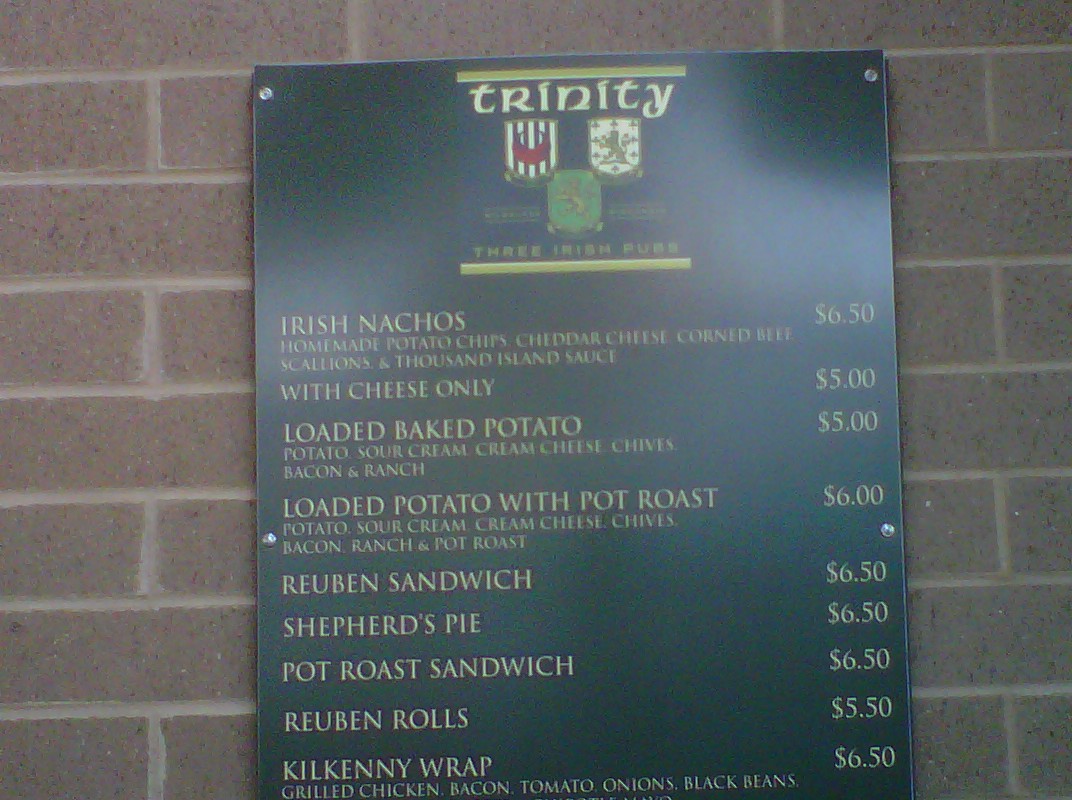 trinity
THREE IRISH PUBS
IRISH NACHOS $6.50
HOMEMADE POTATO CHIPS, CHEDDAR CHEESE, CORNED BEEF,
SCALLIONS, & THOUSAND ISLAND SAUCE
WITH CHEESE ONLY $5.00
LOADED BAKED POTATO $5.00
POTATO, SOUR CREAM, CREAM CHEESE, CHIVES,
BACON & RANCH
LOADED POTATO WITH POT ROAST $6.00
POTATO, SOUR CREAM, CREAM CHEESE, CHIVES,
BACON, RANCH & POT ROAST
REUBEN SANDWICH $6.50
SHEPHERD'S PIE $6.50
POT ROAST SANDWICH $6.50
REUBEN ROLLS $5.50
KILKENNY WRAP $6.50
GRILLED CHICKEN, BACON, TOMATO, ONIONS, BLACK BEANS,